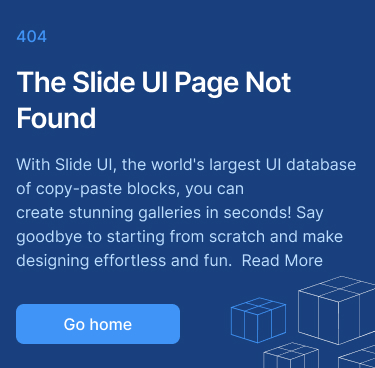 404
The Slide UI Page Not
Found
With Slide UI, the world's largest UI database
of copy-paste blocks, you can
create stunning galleries in seconds! Say
goodbye to starting from scratch and make
designing effortless and fun.  Read More
Go home